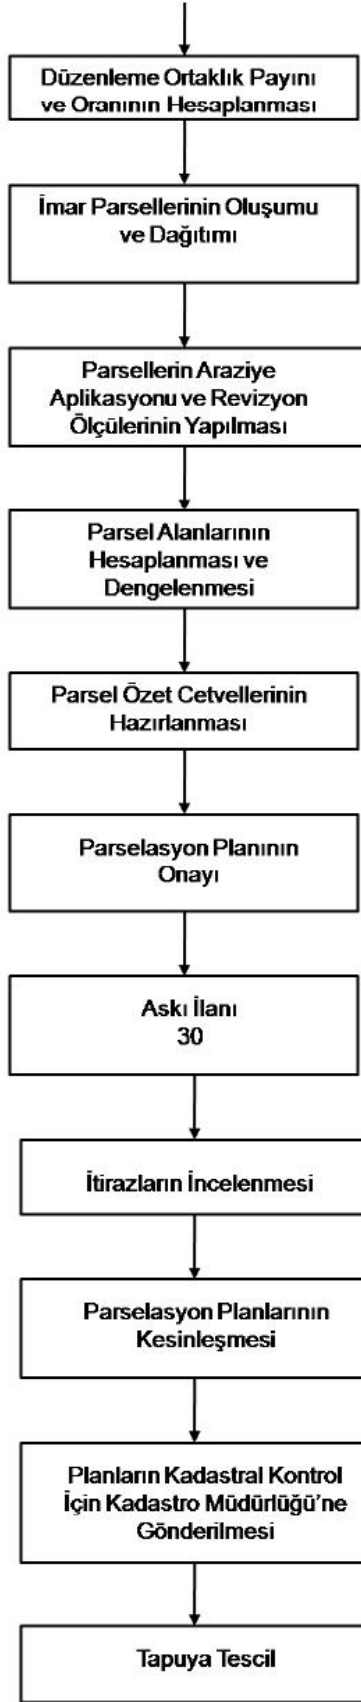 Düzenleme Ortaklık Payını
ve Oranının Hesaplanması
İmar Parsellerinin Oluşumu
ve Dağıtımı
Parsellerin Araziye
Aplikasyonu ve Revizyon
Ölçülerinin Yapılması
Parsel Alanlarının
Hesaplanması ve
Dengelenmesi
Parsel Özet Cetvellerinin
Hazırlanması
Parselasyon Planının
Onayı
Askı İlanı
30
İtirazların İncelenmesi
Parselasyon Planlarının
Kesinleşmesi
Planların Kadastral Kontrol
İçin Kadastro Müdürlüğü'ne
Gönderilmesi
Tapuya Tescil